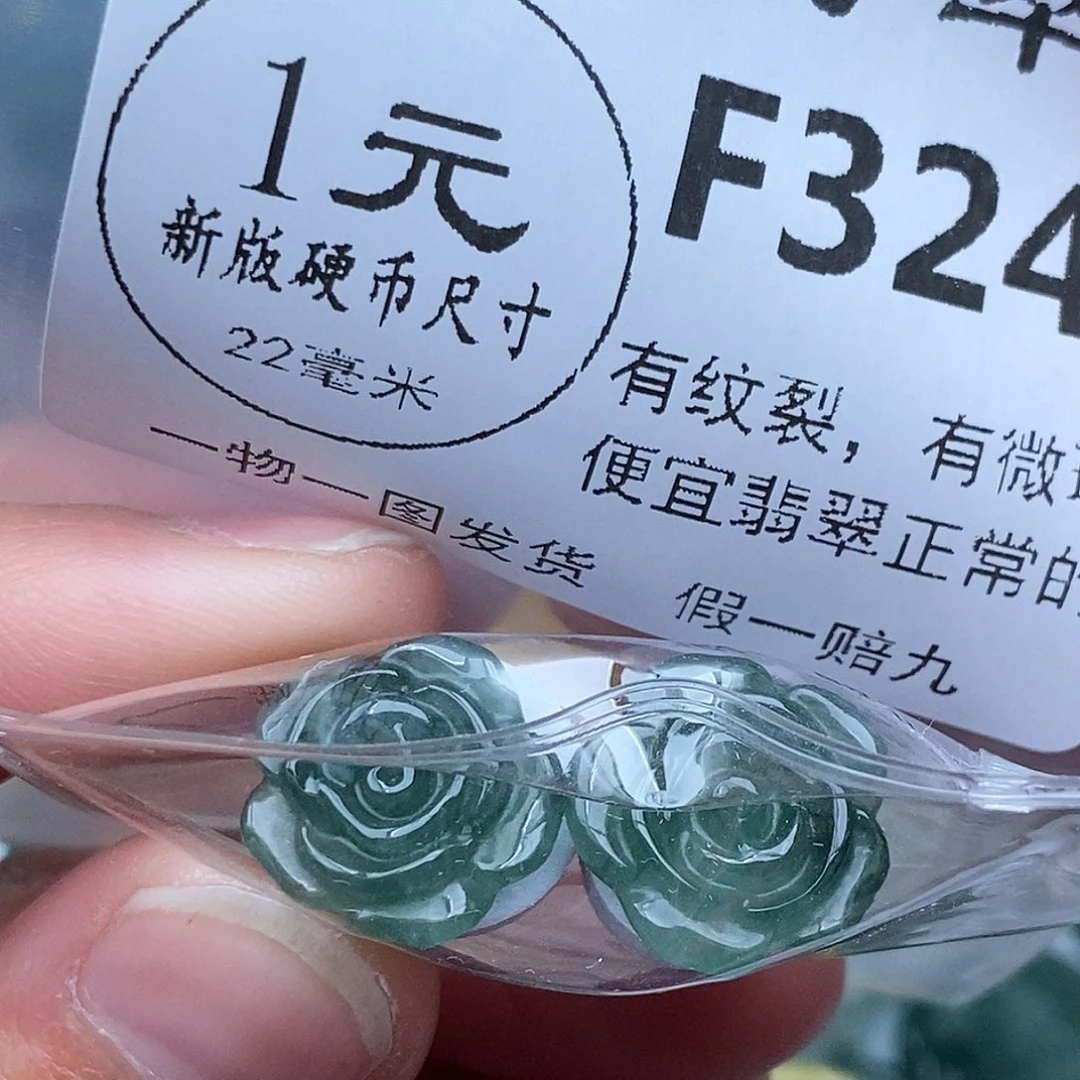 1元
新版硬币尺寸
22毫米
一物一图发货
F324
有纹裂，有微
便宜翡翠正常的
假一赔九